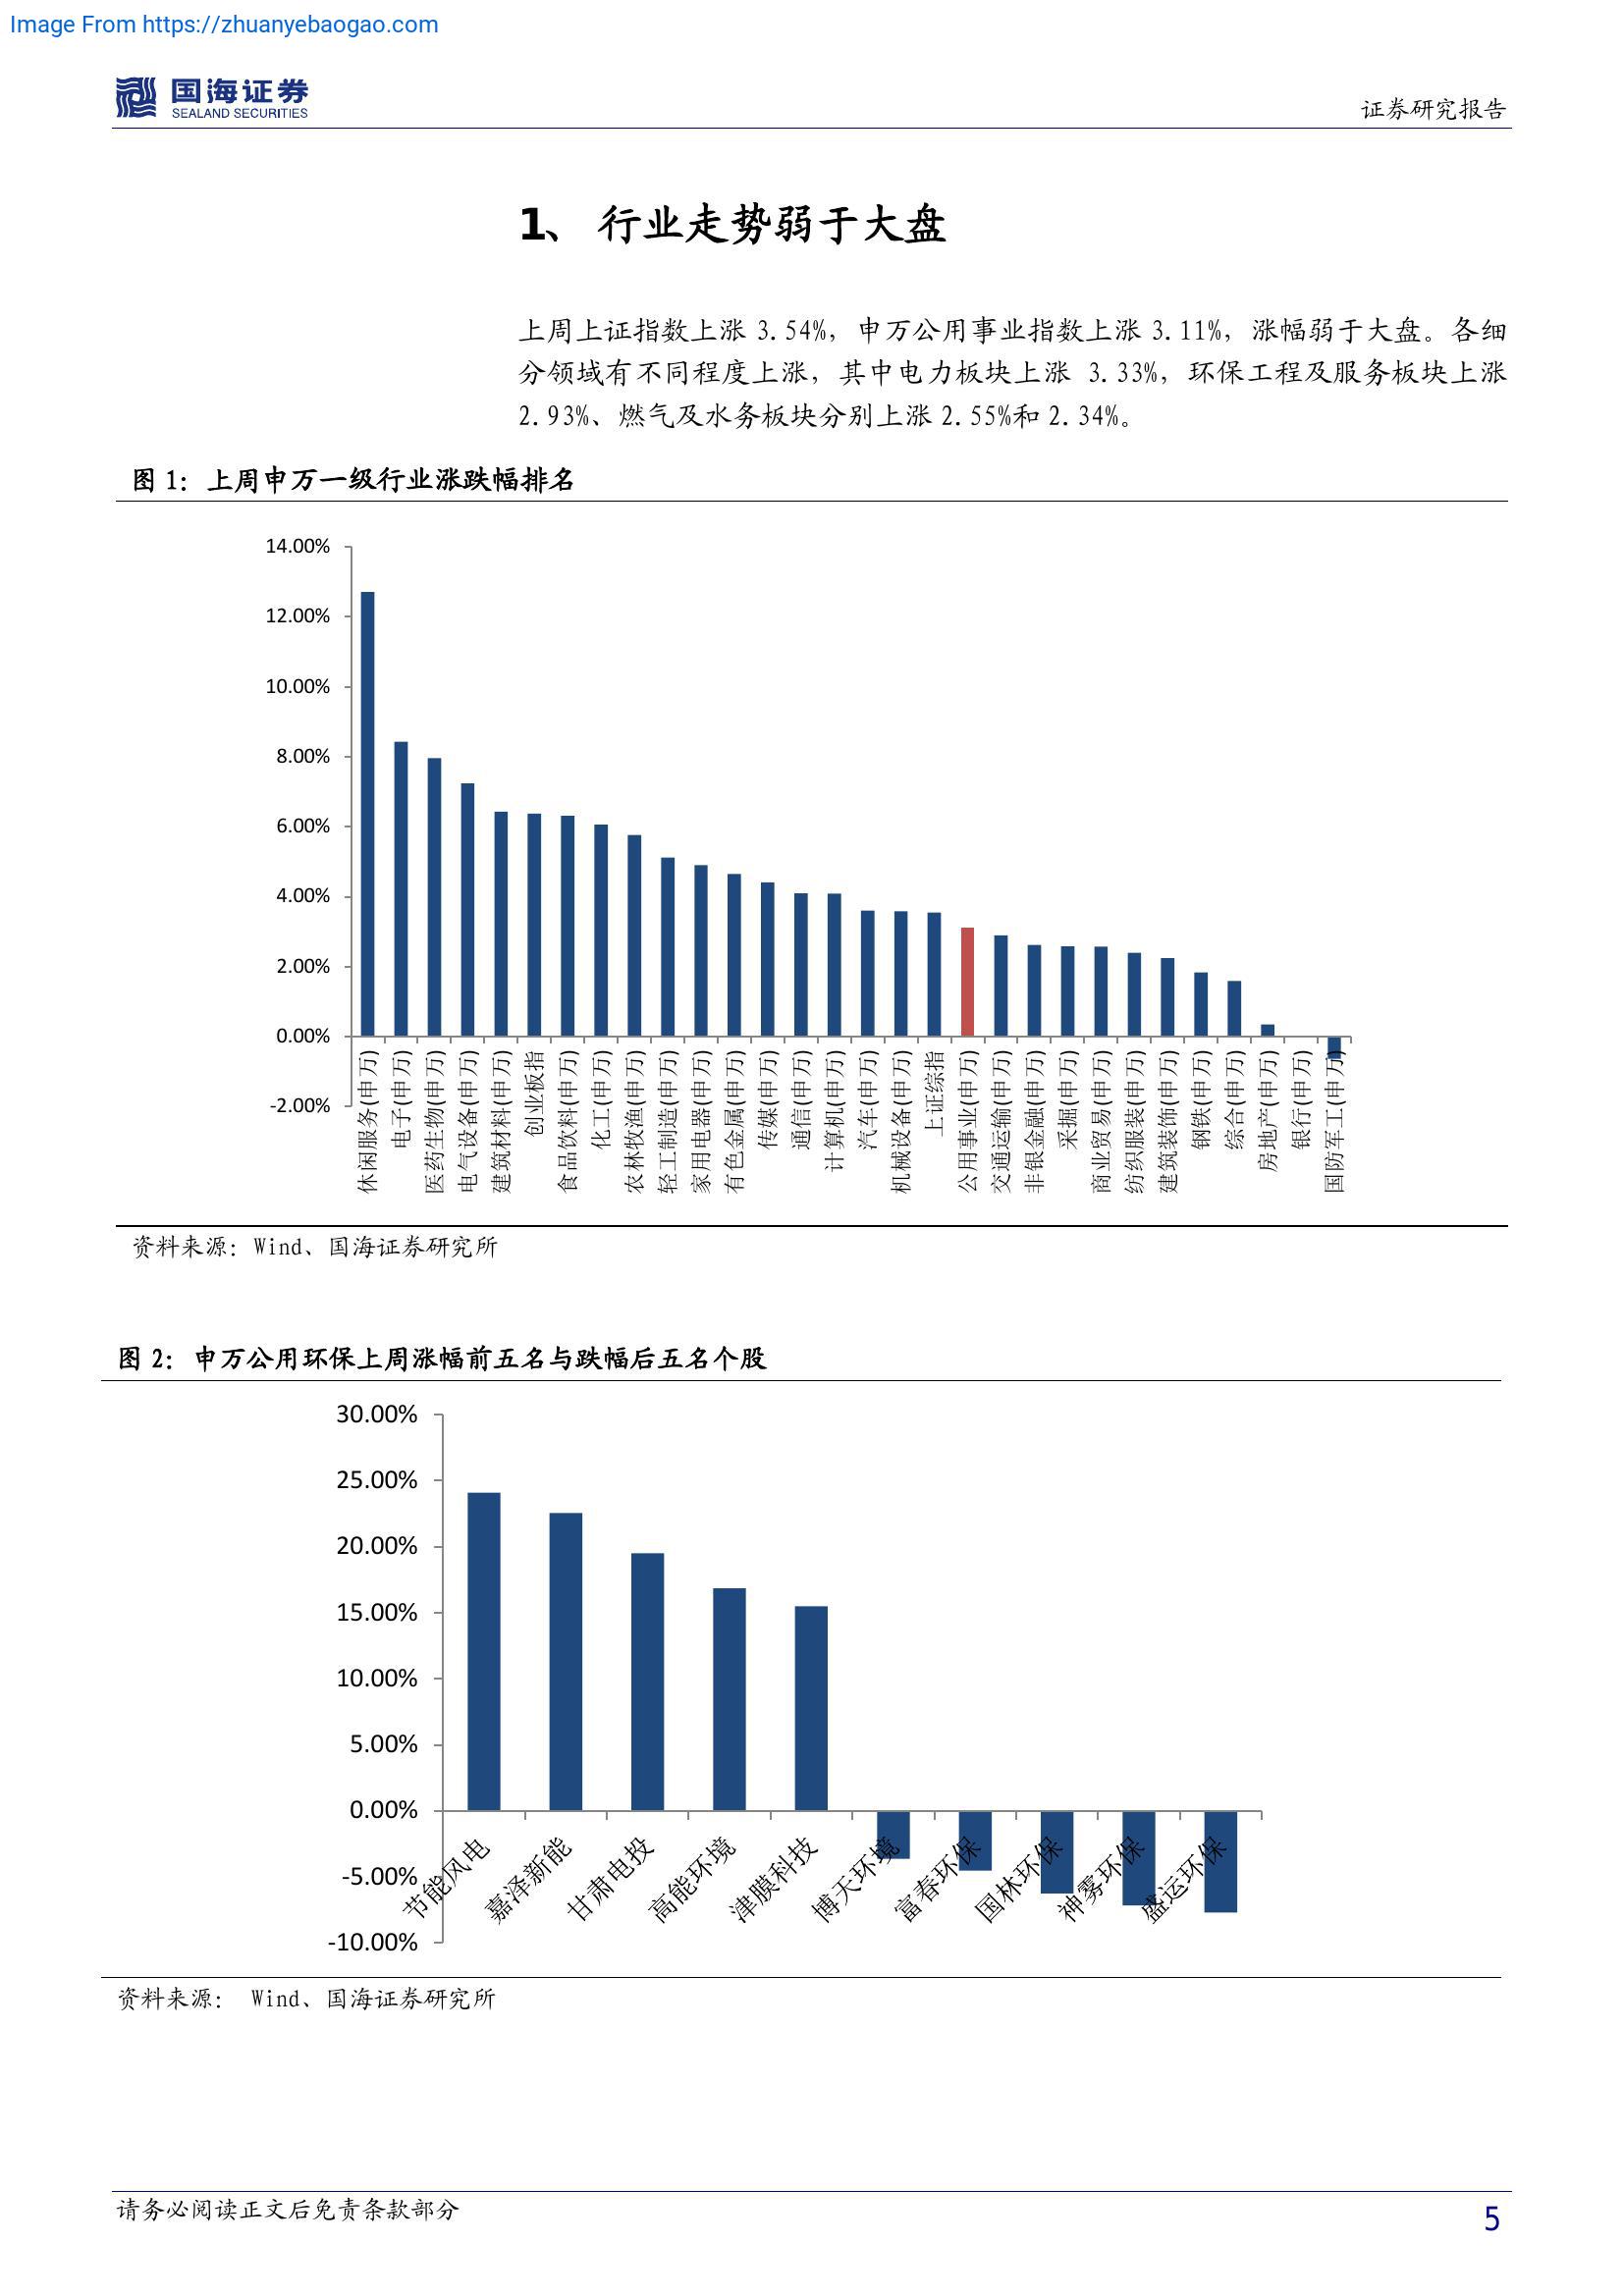 Image From https://zhuanyebaogao.com
国海证券
SEALAND SECURITIES
证券研究报告
1、 行业走势弱于大盘
上周上证指数上涨 3.54%，申万公用事业指数上涨 3.11%，涨幅弱于大盘。各细
分领域有不同程度上涨，其中电力板块上涨 3.33%，环保工程及服务板块上涨
2.93%、燃气及水务板块分别上涨 2.55%和 2.34%。
图 1：上周申万一级行业涨跌幅排名
14.00%
12.00%
10.00%
8.00%
6.00%
4.00%
2.00%
0.00%
-2.00%
休闲服务(申万)
电子(申万)
医药生物(申万)
电气设备(申万)
建筑材料(申万)
创业板指
食品饮料(申万)
化工(申万)
农林牧渔(申万)
轻工制造(申万)
家用电器(申万)
有色金属(申万)
传媒(申万)
通信(申万)
计算机(申万)
汽车(申万)
机械设备(申万)
上证综指
公用事业(申万)
交通运输(申万)
非银金融(申万)
采掘(申万)
商业贸易(申万)
纺织服装(申万)
建筑装饰(申万)
钢铁(申万)
综合(申万)
房地产(申万)
银行(申万)
国防军工(申万)
资料来源：Wind、国海证券研究所
图 2：申万公用环保上周涨幅前五名与跌幅后五名个股
30.00%
25.00%
20.00%
15.00%
10.00%
5.00%
0.00%
-5.00%
-10.00%
节能风电
嘉泽新能
甘肃电投
高能环境
津膜科技
博天环境
富春环保
国林环保
神雾环保
盛运环保
资料来源： Wind、国海证券研究所
请务必阅读正文后免责条款部分
5